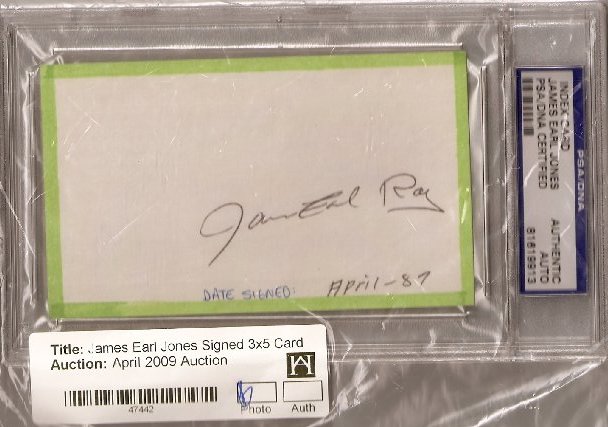 James Earl Ray
DATE SIGNED: APRIL-87
PSA/DNA
INDEX CARD
JAMES EARL JONES
PSA/DNA CERTIFIED
AUTHENTIC
AUTO
81619913
Title: James Earl Jones Signed 3x5 Card
Auction: April 2009 Auction
47442
Photo
Auth